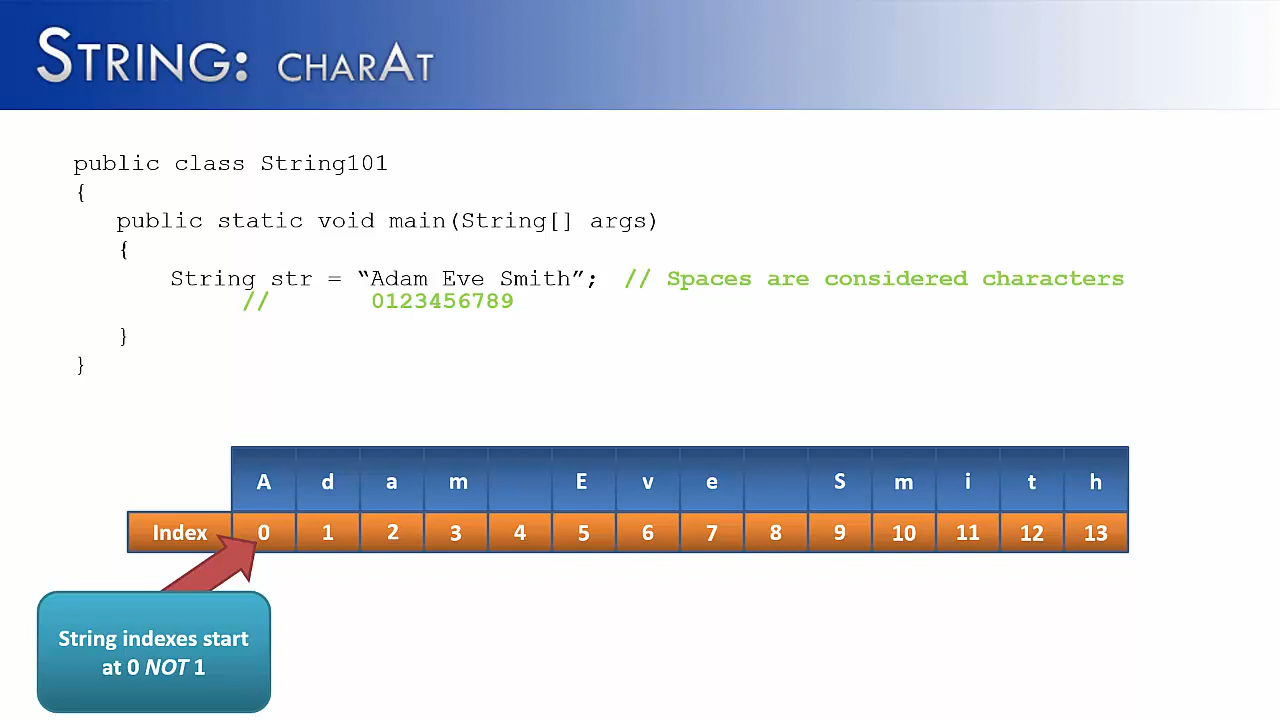 STRING: CHARAT
public class String101
{
public static void main(String[] args)
{
String str = “Adam Eve Smith”; // Spaces are considered characters
// 0123456789
}
}
A d a m E v e S m i t h
Index 0 1 2 3 4 5 6 7 8 9 10 11 12 13
String indexes start
at 0 NOT 1